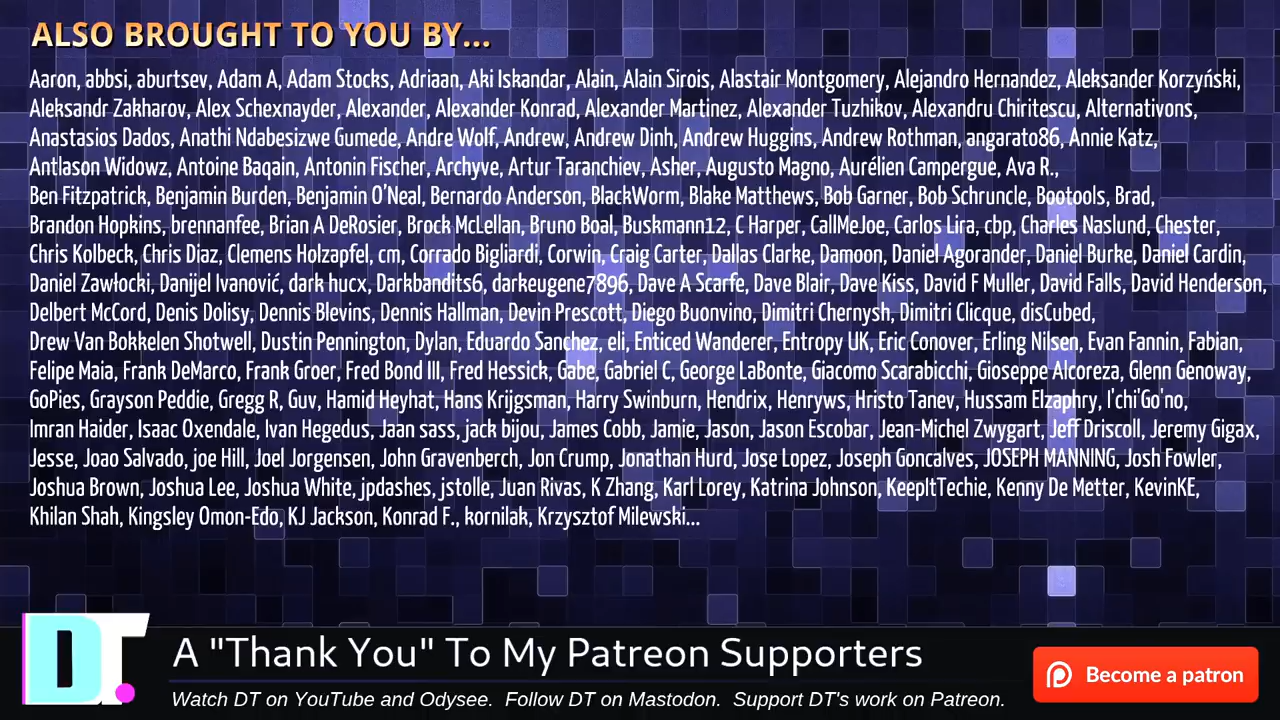 ALSO BROUGHT TO YOU BY...
Aaron, abbsi, aburtsev, Adam A, Adam Stocks, Adriaan, Aki Iskandar, Alain, Alain Sirois, Alastair Montgomery, Alejandro Hernandez, Aleksander Korzyński,
Aleksandr Zakharov, Alex Schexnayder, Alexander, Alexander Konrad, Alexander Martinez, Alexander Tuzhikov, Alexandru Chiritescu, Alternativons,
Anastasios Dados, Anathi Ndabesizwe Gumede, Andre Wolf, Andrew, Andrew Dinh, Andrew Huggins, Andrew Rothman, angarato86, Annie Katz,
Antlason Widowz, Antoine Baqain, Antonin Fischer, Archyve, Artur Taranchiev, Asher, Augusto Magno, Aurélien Campergue, Ava R.,
Ben Fitzpatrick, Benjamin Burden, Benjamin O'Neal, Bernardo Anderson, BlackWorm, Blake Matthews, Bob Garner, Bob Schruncle, Bootools, Brad,
Brandon Hopkins, brennanfee, Brian A DeRosier, Brock McLellan, Bruno Boal, Buskmann12, C Harper, CallMeJoe, Carlos Lira, cbp, Charles Naslund, Chester,
Chris Kolbeck, Chris Diaz, Clemens Holzapfel, cm, Corrado Bigliardi, Corwin, Craig Carter, Dallas Clarke, Damoon, Daniel Agorander, Daniel Burke, Daniel Cardin,
Daniel Zawłocki, Danijel Ivanović, dark hucx, Darkbandits6, darkeugene7896, Dave A Scarfe, Dave Blair, Dave Kiss, David F Muller, David Falls, David Henderson,
Delbert McCord, Denis Dolisy, Dennis Blevins, Dennis Hallman, Devin Prescott, Diego Buonvino, Dimitri Chernysh, Dimitri Clicque, disCubed,
Drew Van Bokkelen Shotwell, Dustin Pennington, Dylan, Eduardo Sanchez, eli, Enticed Wanderer, Entropy UK, Eric Conover, Erling Nilsen, Evan Fannin, Fabian,
Felipe Maia, Frank DeMarco, Frank Groer, Fred Bond III, Fred Hessick, Gabe, Gabriel C, George LaBonte, Giacomo Scarabicchi, Gioseppe Alcoreza, Glenn Genoway,
GoPies, Grayson Peddie, Gregg R, Guv, Hamid Heyhat, Hans Krijgsman, Harry Swinburn, Hendrix, Henryws, Hristo Tanev, Hussam Elzaphry, I'chi'Go'no,
Imran Haider, Isaac Oxendale, Ivan Hegedus, Jaan sass, jack bijou, James Cobb, Jamie, Jason, Jason Escobar, Jean-Michel Zwygart, Jeff Driscoll, Jeremy Gigax,
Jesse, Joao Salvado, joe Hill, Joel Jorgensen, John Gravenberch, Jon Crump, Jonathan Hurd, Jose Lopez, Joseph Goncalves, JOSEPH MANNING, Josh Fowler,
Joshua Brown, Joshua Lee, Joshua White, jpdashes, jstolle, Juan Rivas, K Zhang, Karl Lorey, Katrina Johnson, KeepItTechie, Kenny De Metter, KevinKE,
Khilan Shah, Kingsley Omon-Edo, KJ Jackson, Konrad F., kornilak, Krzysztof Milewski...
DT.
A "Thank You" To My Patreon Supporters
Watch DT on YouTube and Odysee. Follow DT on Mastodon. Support DT's work on Patreon.
Become a patron